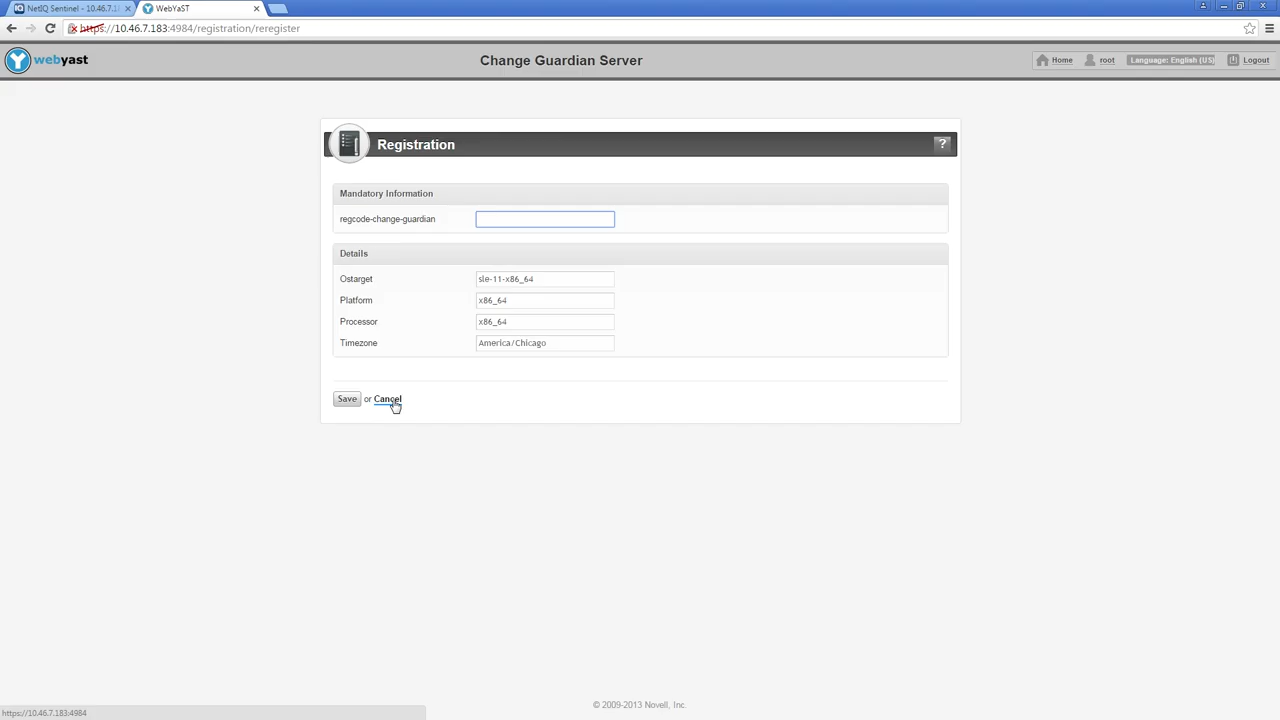 NetIQ Sentinel - 10.46.7.1
WebYaST
https://10.46.7.183:4984/registration/reregister
webyast
Change Guardian Server
Home
root
Language: English (US)
Logout
Registration
?
Mandatory Information
regcode-change-guardian
Details
Ostarget
sle-11-x86_64
Platform
x86_64
Processor
x86_64
Timezone
America/Chicago
Save or Cancel
© 2009-2013 Novell, Inc.
https://10.46.7.183:4984